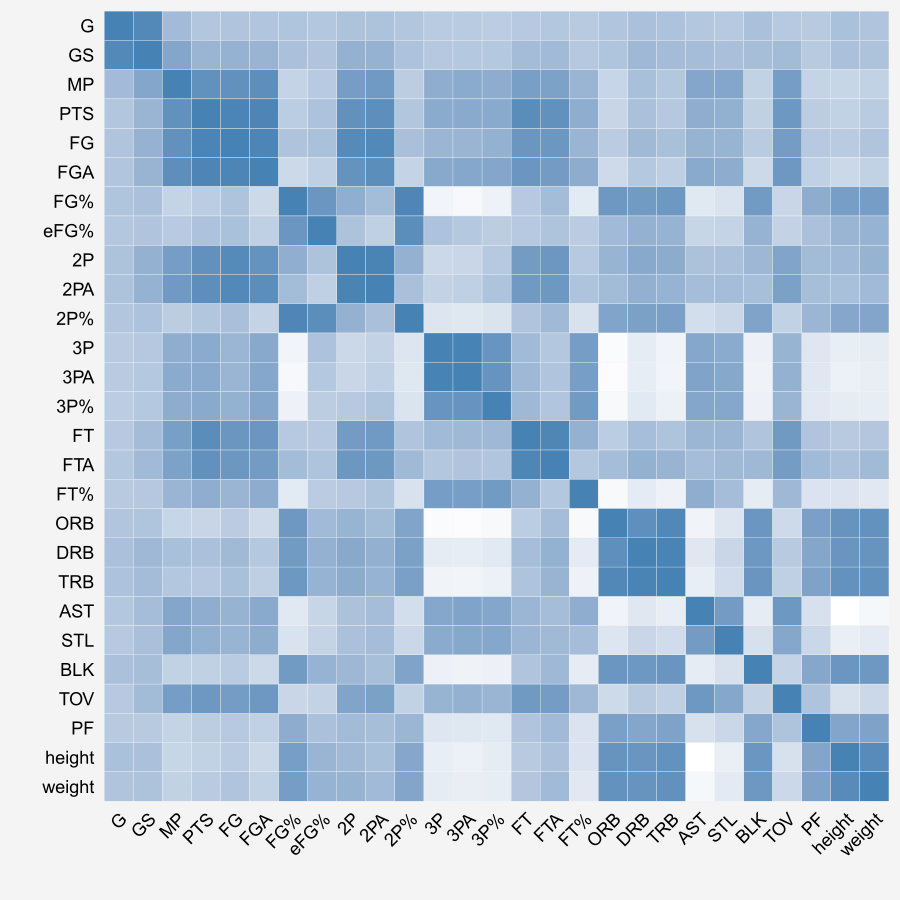 G
GS
MP
PTS
FG
FGA
FG%
eFG%
2P
2PA
2P%
3P
3PA
3P%
FT
FTA
FT%
ORB
DRB
TRB
AST
STL
BLK
TOV
PF
height
weight
G GS MP PTS FG FGA FG% eFG% 2P 2PA 2P% 3P 3PA 3P% FT FTA FT% ORB DRB TRB AST STL BLK TOV PF height weight